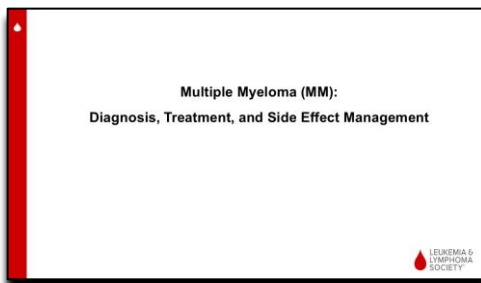 Multiple Myeloma (MM):
Diagnosis, Treatment, and Side Effect Management
LEUKEMIA &
LYMPHOMA
SOCIETY